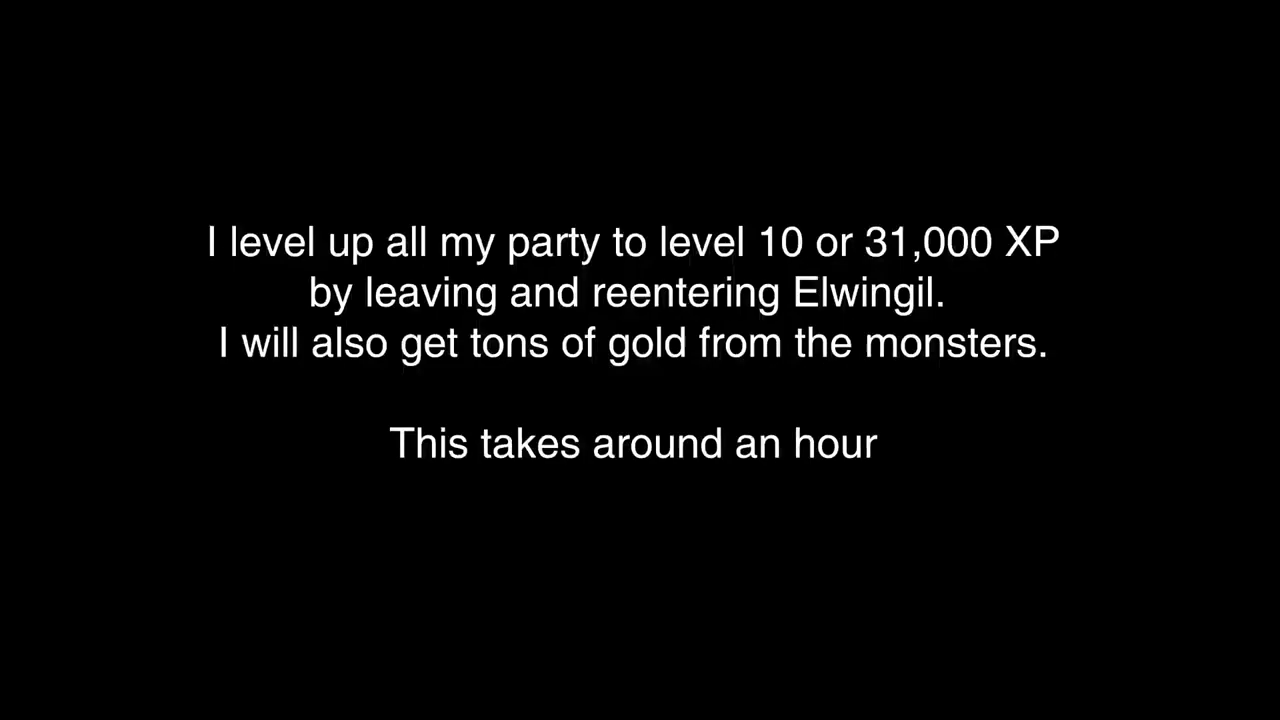 I level up all my party to level 10 or 31,000 XP
by leaving and reentering Elwingil.
I will also get tons of gold from the monsters.
This takes around an hour